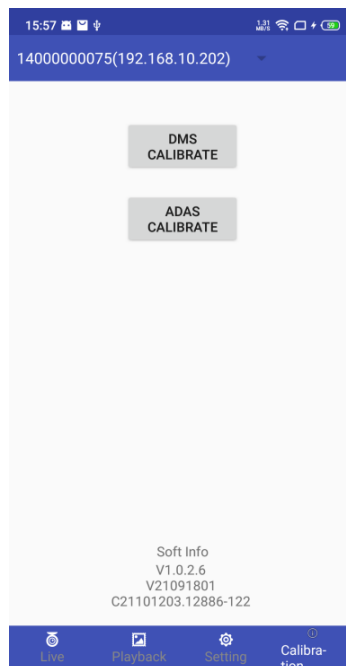 15:57 1.31 MB/S 59
14000000075(192.168.10.202)
DMS
CALIBRATE
ADAS
CALIBRATE
Soft Info
V1.0.2.6
V21091801
C21101203.12886-122
Live Playback Setting Calibra-
tion